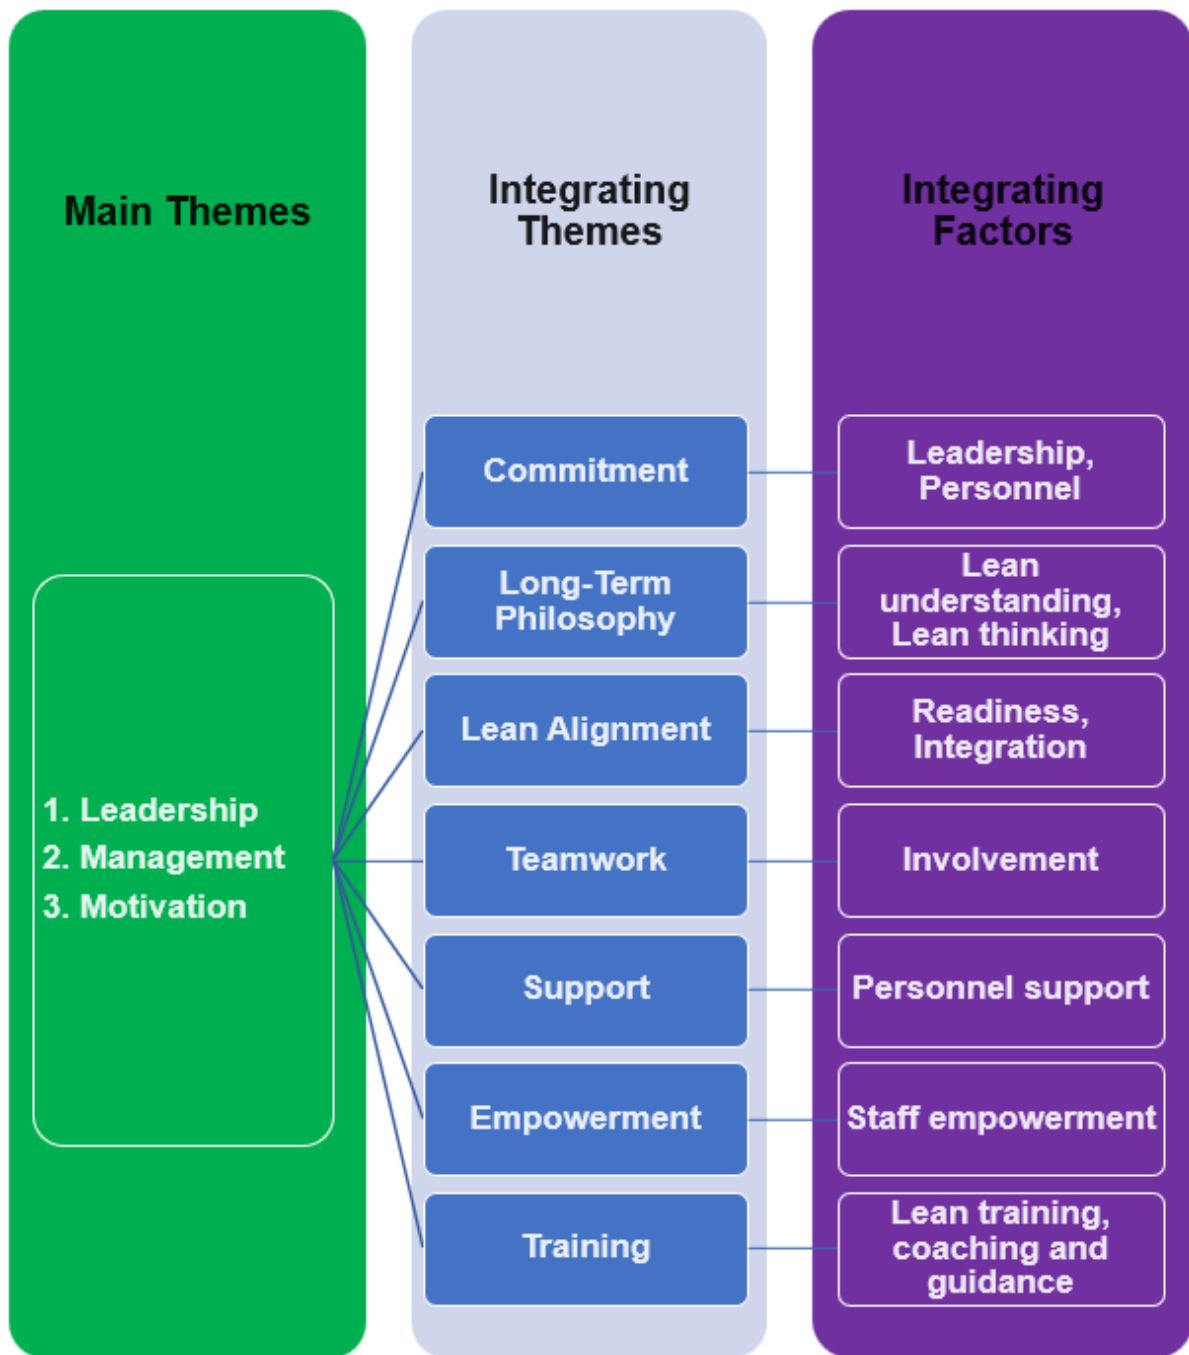 Main Themes
Integrating
Themes
Integrating
Factors
1. Leadership
2. Management
3. Motivation
Commitment
Leadership,
Personnel
Long-Term
Philosophy
Lean
understanding,
Lean thinking
Lean Alignment
Readiness,
Integration
Teamwork
Involvement
Support
Personnel support
Empowerment
Staff empowerment
Training
Lean training,
coaching and
guidance